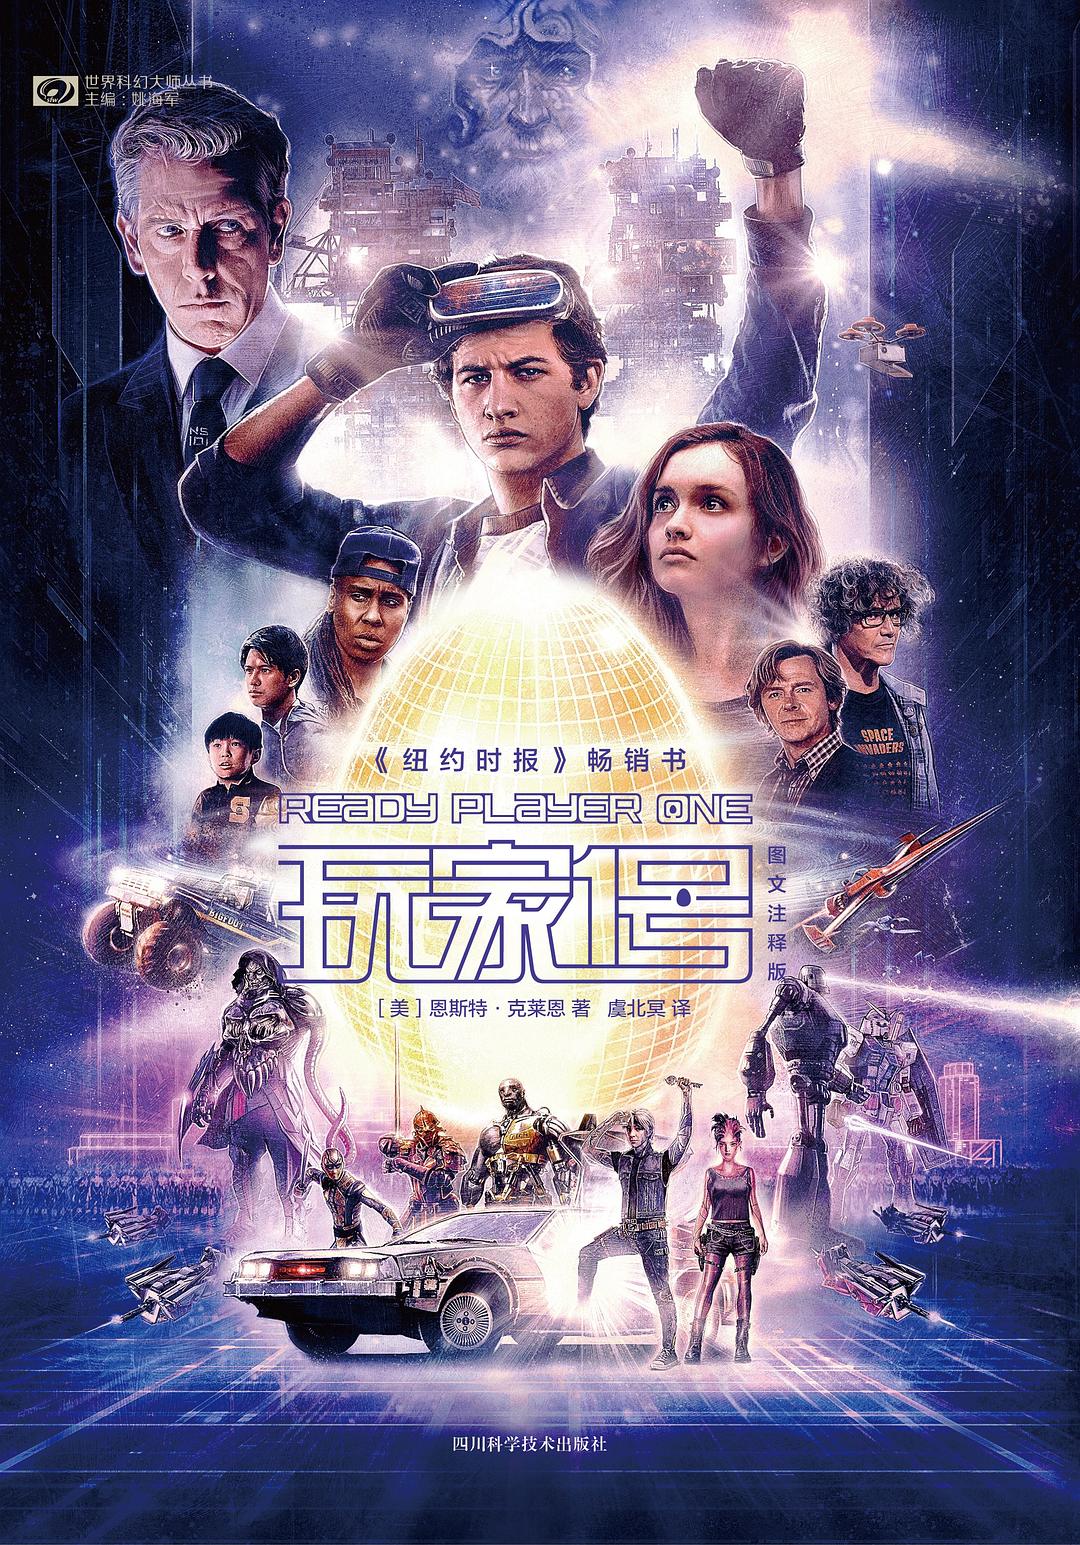 世界科幻大师丛书
主编：姚海军
SPACE
INVADERS
《纽约时报》畅销书
READY PLAYER ONE
玩家1号
图文注释版
BIGFOOT
[美]恩斯特·克莱恩 著 虞北冥 译
四川科学技术出版社